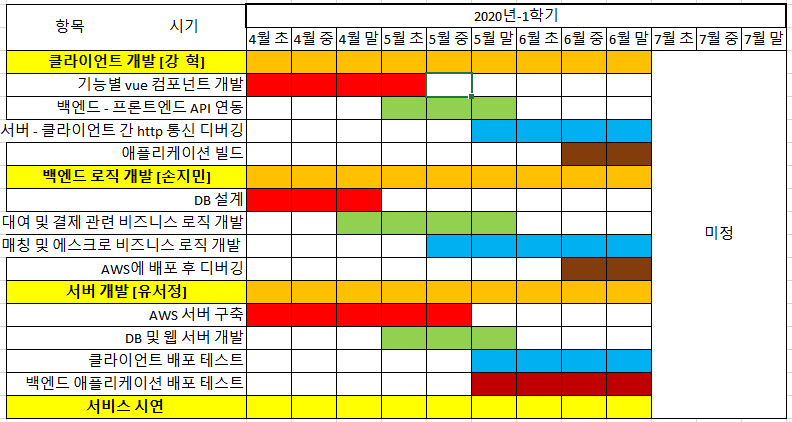 항목 시기 2020년-1학기
4월 초 4월 중 4월 말 5월 초 5월 중 5월 말 6월 초 6월 중 6월 말 7월 초 7월 중 7월 말
클라이언트 개발 [강 혁]
기능별 vue 컴포넌트 개발
백엔드 - 프론트엔드 API 연동
서버 - 클라이언트 간 http 통신 디버깅
애플리케이션 빌드
백엔드 로직 개발 [손지민]
DB 설계
대여 및 결제 관련 비즈니스 로직 개발
매칭 및 에스크로 비즈니스 로직 개발
AWS에 배포 후 디버깅
서버 개발 [유서정]
AWS 서버 구축
DB 및 웹 서버 개발
클라이언트 배포 테스트
백엔드 애플리케이션 배포 테스트
서비스 시연
미정